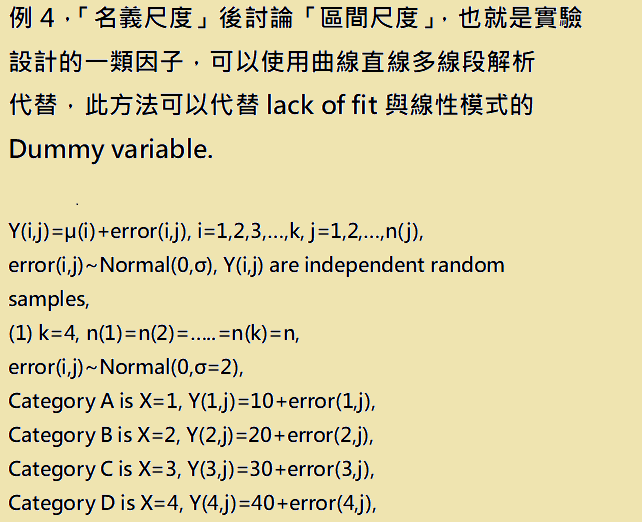 例 4，「名義尺度」後討論「區間尺度」，也就是實驗
設計的一類因子，可以使用曲線直線多線段解析
代替，此方法可以代替 lack of fit 與線性模式的
Dummy variable.
Y(i,j)=μ(i)+error(i,j), i=1,2,3,...,k, j=1,2,...,n(j),
error(i,j)~Normal(0,σ), Y(i,j) are independent random
samples,
(1) k=4, n(1)=n(2)=.....=n(k)=n,
error(i,j)~Normal(0,σ=2),
Category A is X=1, Y(1,j)=10+error(1,j),
Category B is X=2, Y(2,j)=20+error(2,j),
Category C is X=3, Y(3,j)=30+error(3,j),
Category D is X=4, Y(4,j)=40+error(4,j),